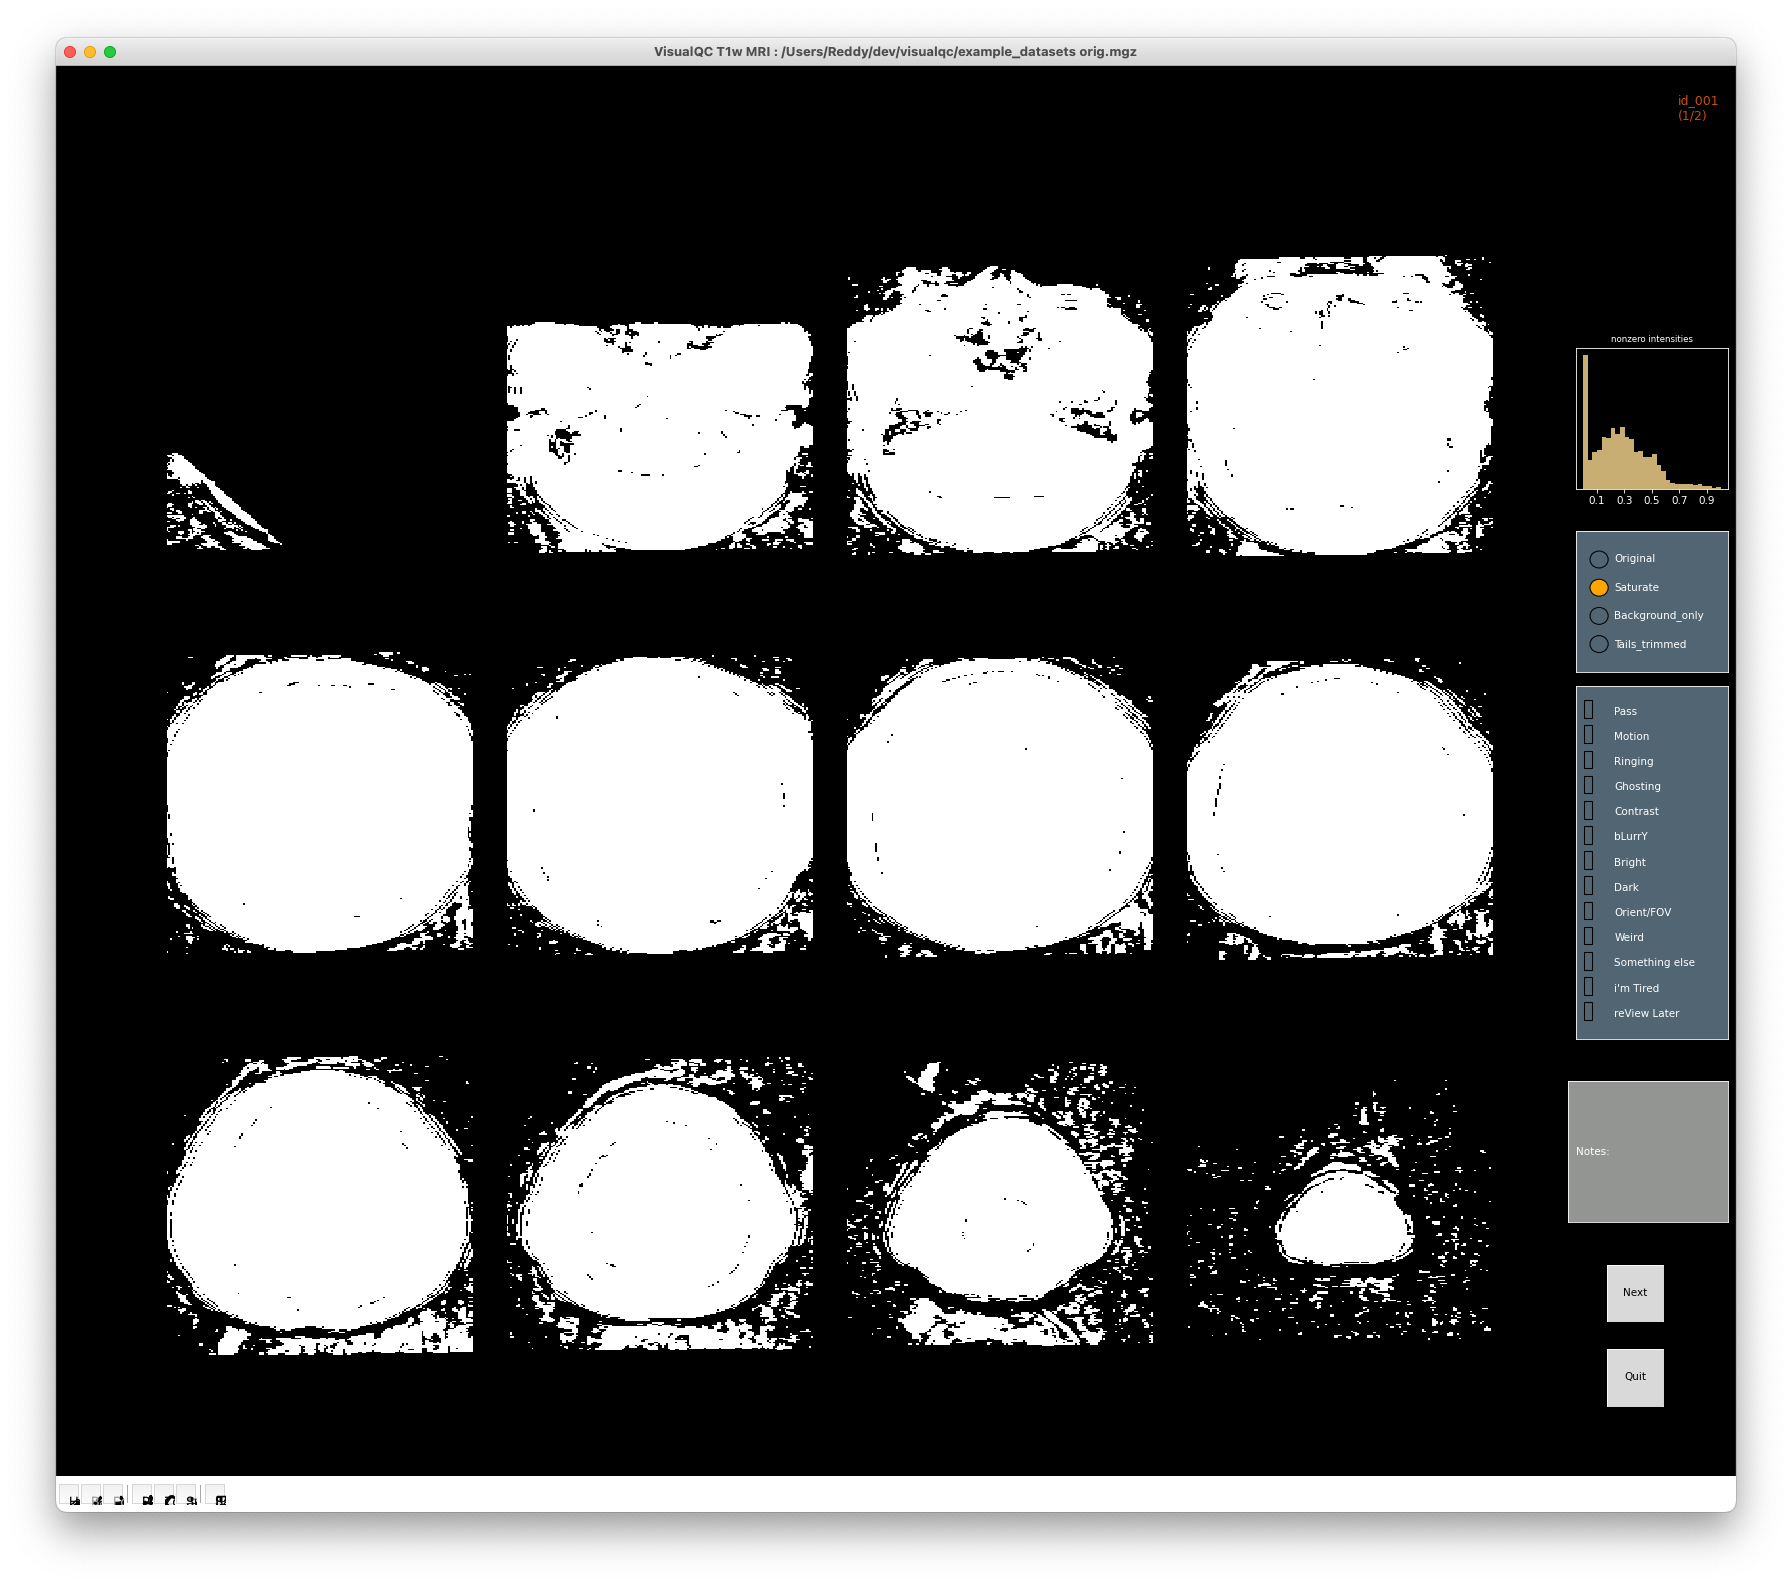 VisualQC T1w MRI : /Users/Reddy/dev/visualqc/example_datasets orig.mgz
id_001
(1/2)
nonzero intensities
0.1 0.3 0.5 0.7 0.9
Original
Saturate
Background_only
Tails_trimmed
Pass
Motion
Ringing
Ghosting
Contrast
bLurrY
Bright
Dark
Orient/FOV
Weird
Something else
i'm Tired
reView Later
Notes:
Next
Quit